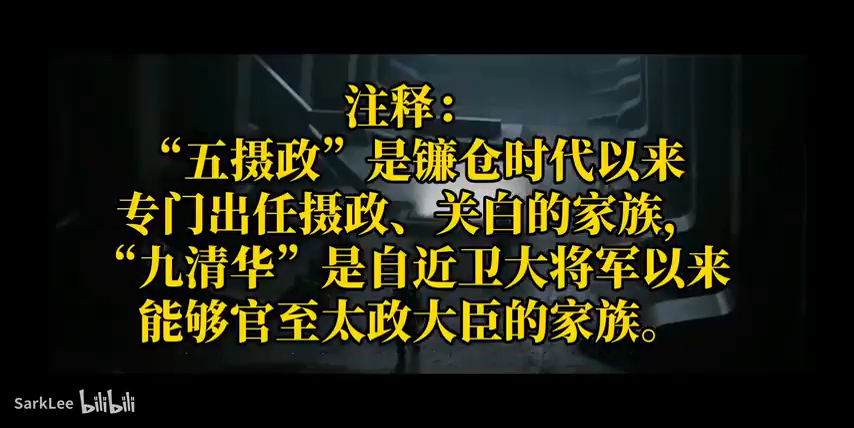 注释：
“五摄政”是镰仓时代以来
专门出任摄政、关白的家族，
“九清华”是自近卫大将军以来
能够官至太政大臣的家族。
SarkLee bilibili